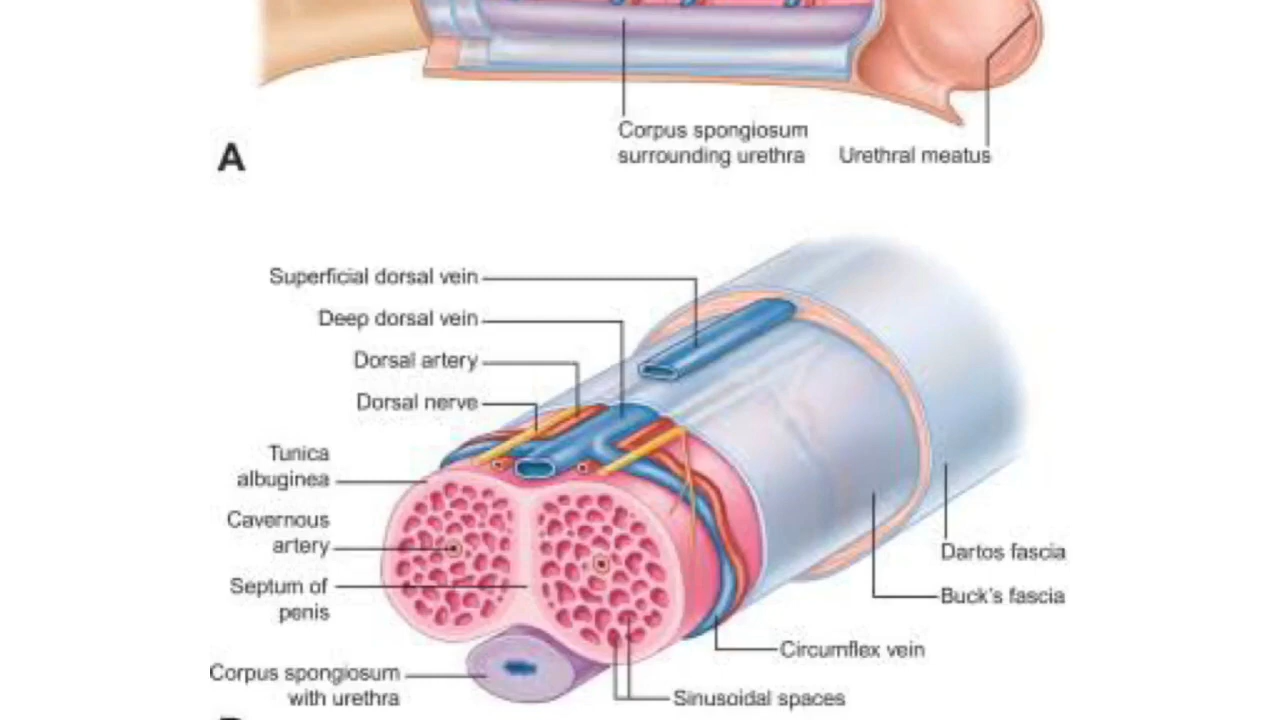 Corpus spongiosum
surrounding urethra
Urethral meatus
A
Superficial dorsal vein
Deep dorsal vein
Dorsal artery
Dorsal nerve
Tunica
albuginea
Cavernous
artery
Septum of
penis
Corpus spongiosum
with urethra
Dartos fascia
Buck's fascia
Circumflex vein
Sinusoidal spaces